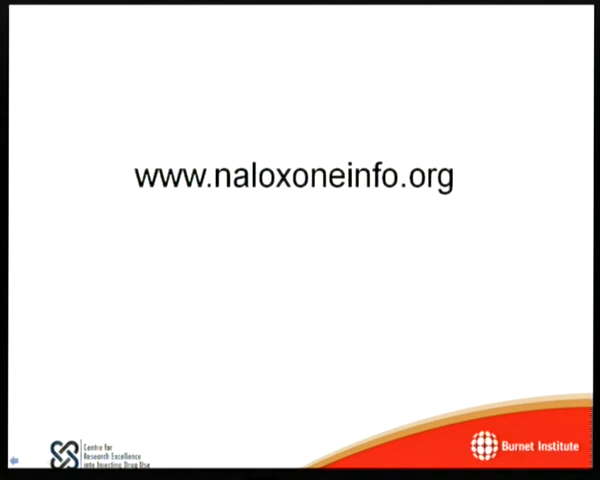 www.naloxoneinfo.org
Centre for
Research Excellence
into Injecting Drug Use
Burnet Institute